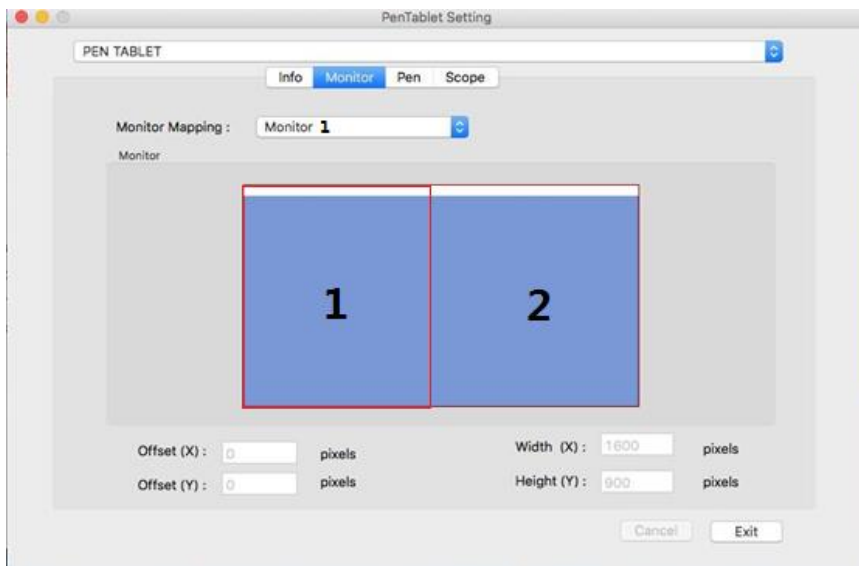 PenTablet Setting
PEN TABLET
Info Monitor Pen Scope
Monitor Mapping : Monitor 1
Monitor
1 2
Offset (X) : 0 pixels Width (X) : 1600 pixels
Offset (Y) : 0 pixels Height (Y) : 900 pixels
Cancel Exit